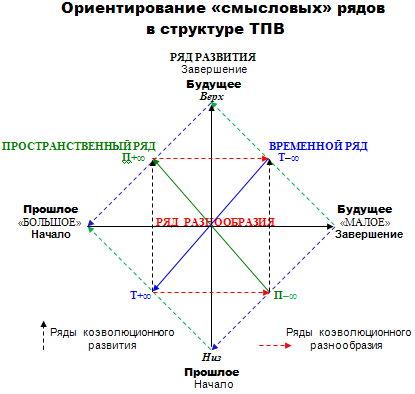 Ориентирование «смысловых» рядов
в структуре ТПВ
РЯД РАЗВИТИЯ
Завершение
Будущее
Верх
ПРОСТРАНСТВЕННЫЙ РЯД
П+∞
ВРЕМЕННОЙ РЯД
Т–∞
Прошлое
«БОЛЬШОЕ»
Начало
РЯД РАЗНООБРАЗИЯ
Будущее
«МАЛОЕ»
Завершение
Т+∞
П–∞
Ряды коэволюционного
развития
Ряды коэволюционного
разнообразия
Низ
Прошлое
Начало